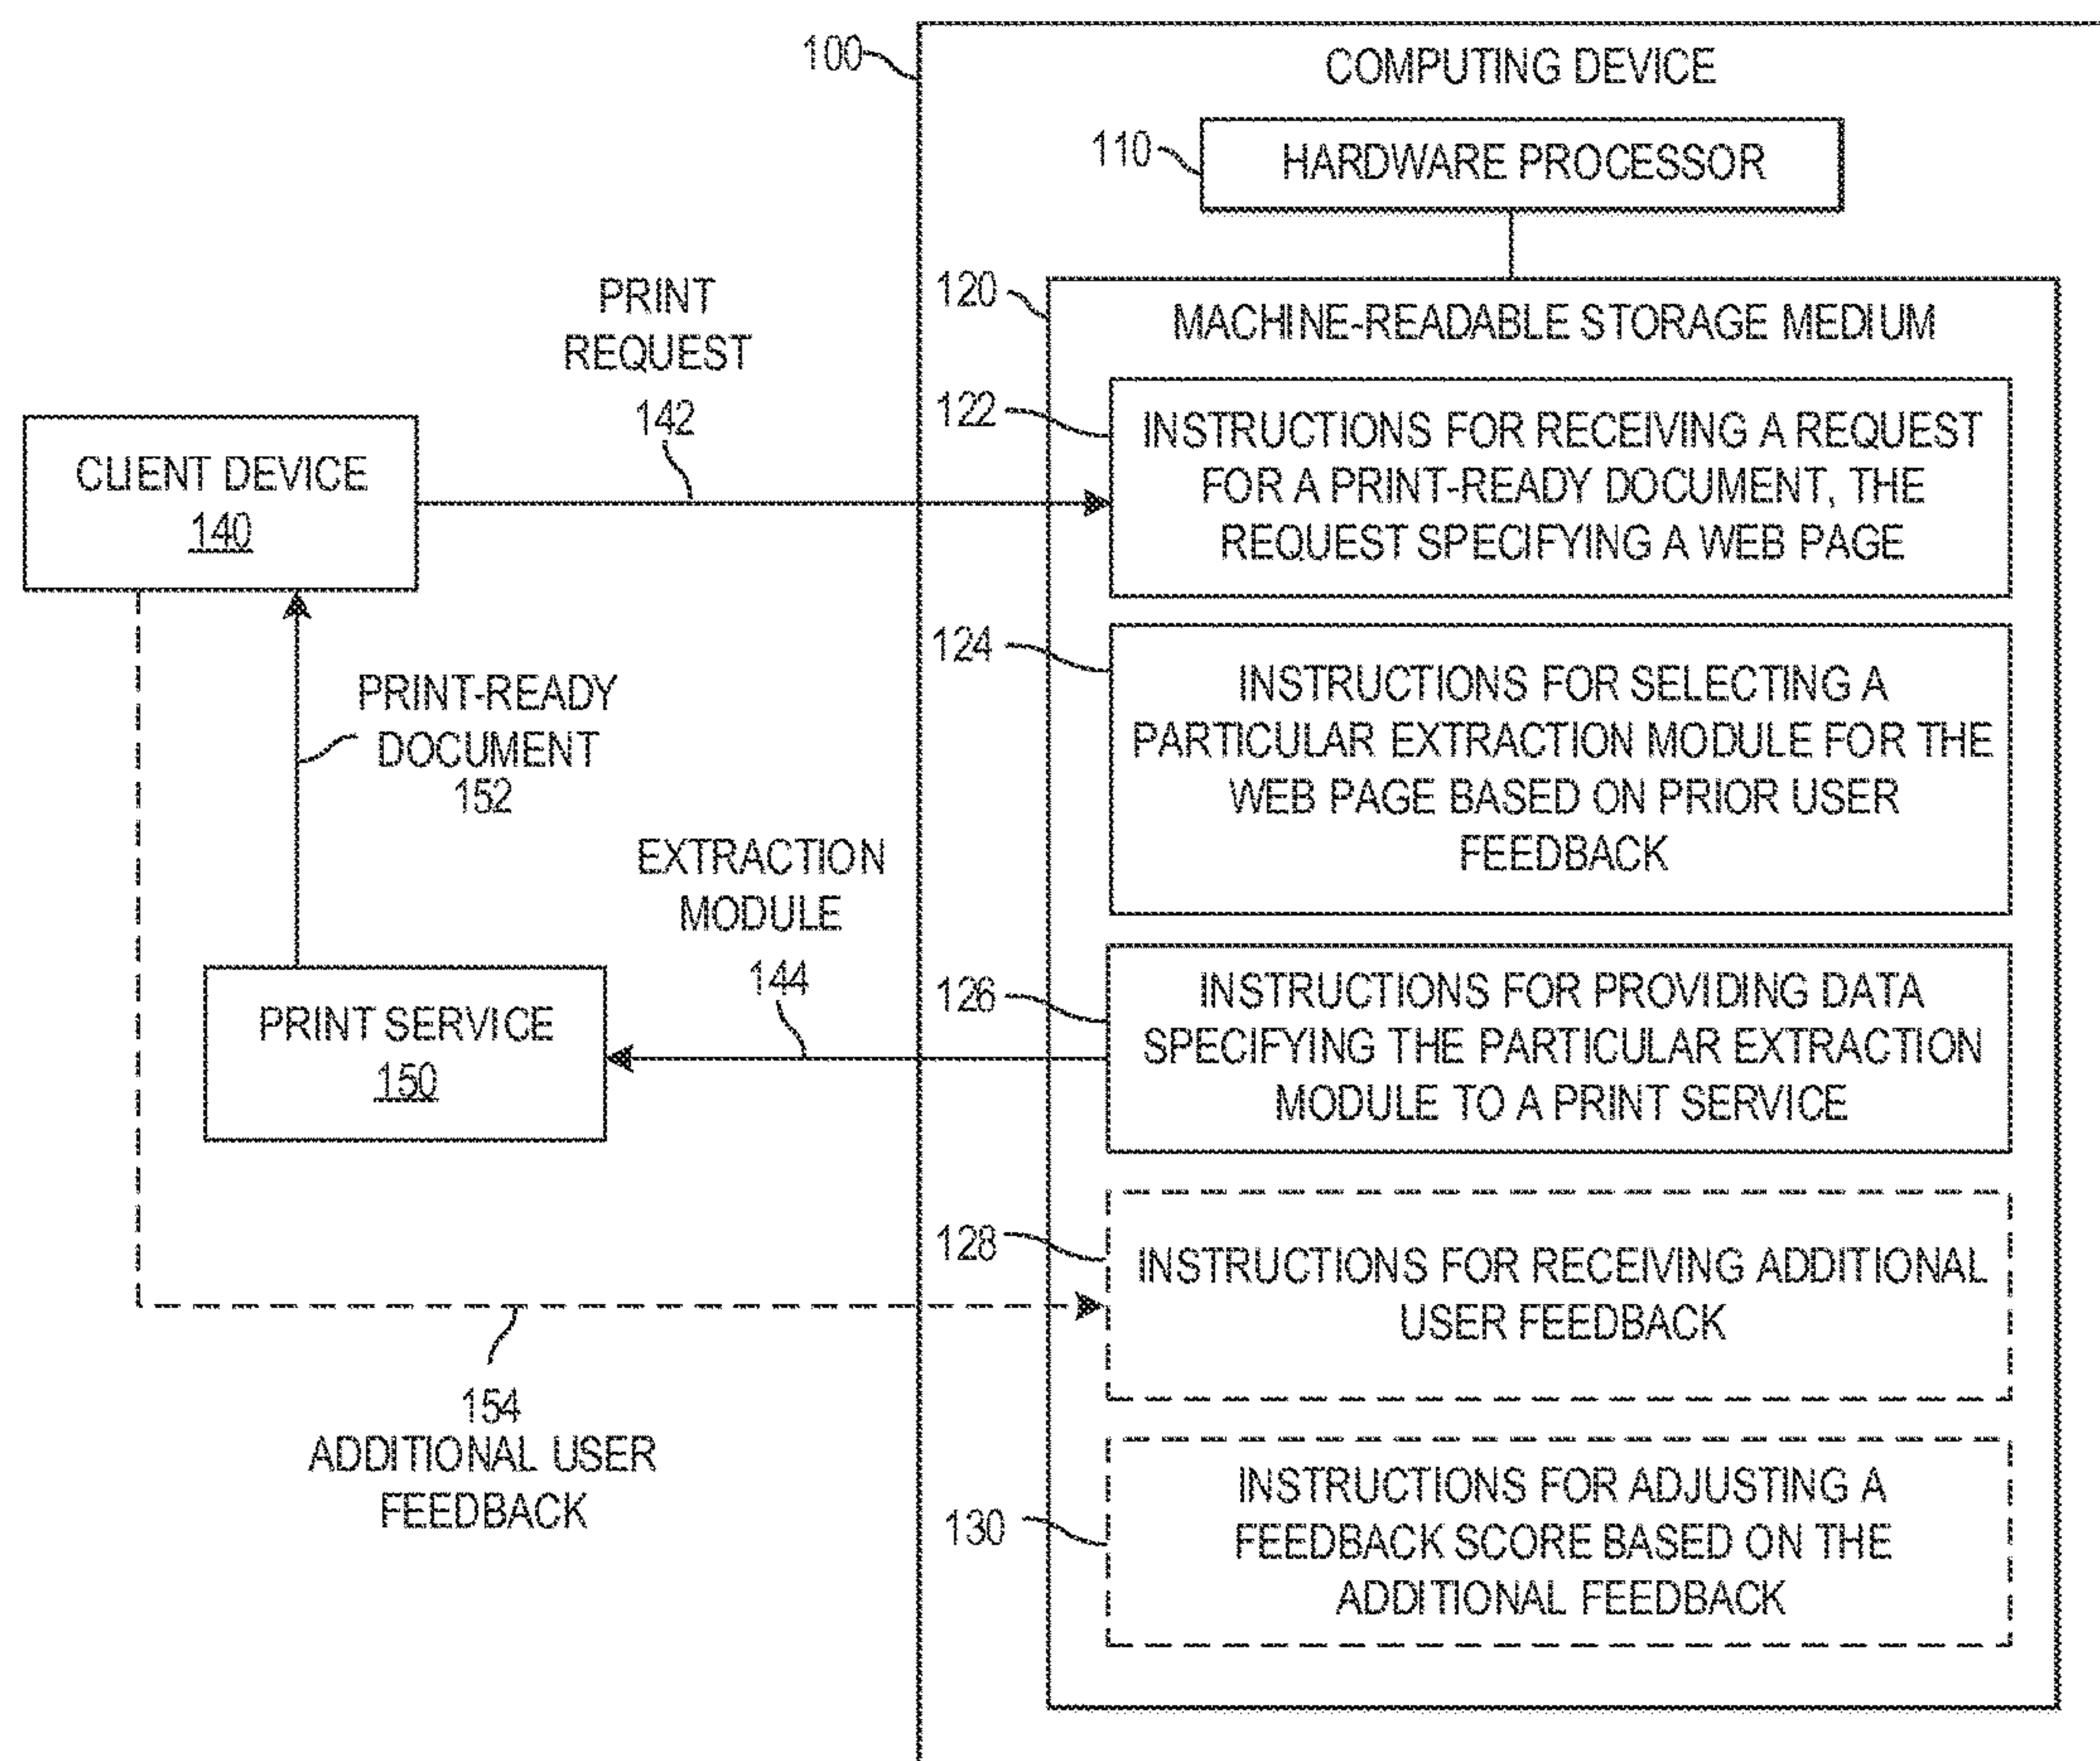 100
COMPUTING DEVICE
110
HARDWARE PROCESSOR
120
MACHINE-READABLE STORAGE MEDIUM
PRINT
REQUEST
142
122
INSTRUCTIONS FOR RECEIVING A REQUEST
FOR A PRINT-READY DOCUMENT, THE
REQUEST SPECIFYING A WEB PAGE
CLIENT DEVICE
140
124
INSTRUCTIONS FOR SELECTING A
PARTICULAR EXTRACTION MODULE FOR THE
WEB PAGE BASED ON PRIOR USER
FEEDBACK
PRINT-READY
DOCUMENT
152
EXTRACTION
MODULE
144
126
INSTRUCTIONS FOR PROVIDING DATA
SPECIFYING THE PARTICULAR EXTRACTION
MODULE TO A PRINT SERVICE
PRINT SERVICE
150
128
INSTRUCTIONS FOR RECEIVING ADDITIONAL
USER FEEDBACK
154
ADDITIONAL USER
FEEDBACK
130
INSTRUCTIONS FOR ADJUSTING A
FEEDBACK SCORE BASED ON THE
ADDITIONAL FEEDBACK